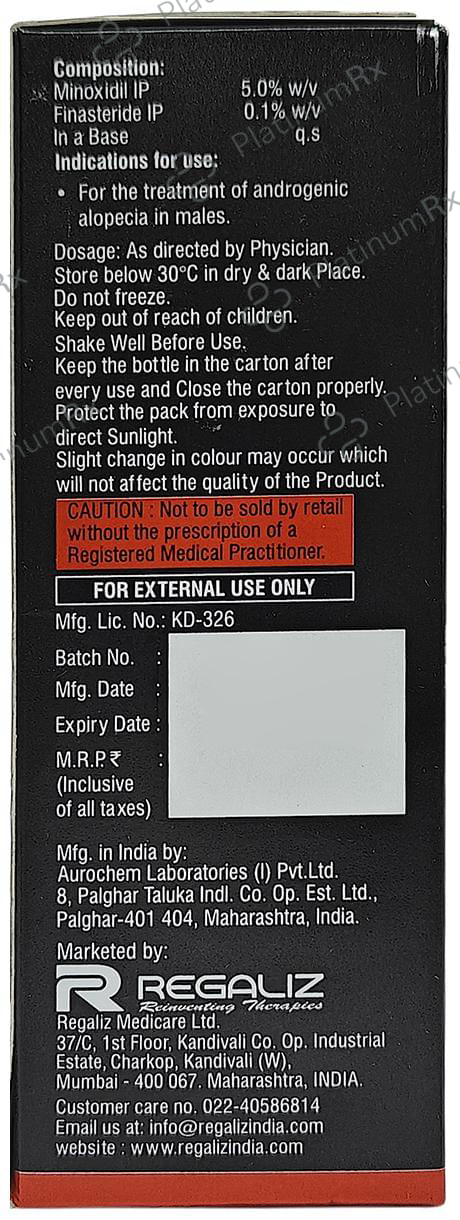 Composition:
Minoxidil IP 5.0% w/v
Finasteride IP 0.1% w/v
In a Base q.s
Indications for use:
• For the treatment of androgenic
alopecia in males.
Dosage: As directed by Physician.
Store below 30°C in dry & dark Place.
Do not freeze.
Keep out of reach of children.
Shake Well Before Use.
Keep the bottle in the carton after
every use and Close the carton properly.
Protect the pack from exposure to
direct Sunlight.
Slight change in colour may occur which
will not affect the quality of the Product.
CAUTION : Not to be sold by retail
without the prescription of a
Registered Medical Practitioner.
FOR EXTERNAL USE ONLY
Mfg. Lic. No.: KD-326
Batch No. :
Mfg. Date :
Expiry Date :
M.R.P.₹ :
(Inclusive
of all taxes)
Mfg. in India by:
Aurochem Laboratories (I) Pvt.Ltd.
8, Palghar Taluka Indl. Co. Op. Est. Ltd.,
Palghar-401 404, Maharashtra, India.
Marketed by:
R REGALIZ
Reinventing Therapies
Regaliz Medicare Ltd.
37/C, 1st Floor, Kandivali Co. Op. Industrial
Estate, Charkop, Kandivali (W),
Mumbai - 400 067. Maharashtra, INDIA.
Customer care no. 022-40586814
Email us at: info@regalizindia.com
website : www.regalizindia.com
PlatinumRx
PlatinumRx